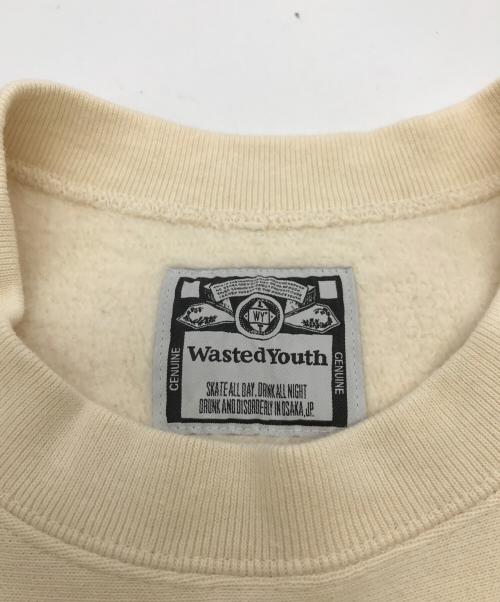 WY
Wasted Youth
GENUINE
GENUINE
SKATE ALL DAY, DRNK ALL NIGHT
DRUNK AND DISORDERLY IN OSAKA, JP.